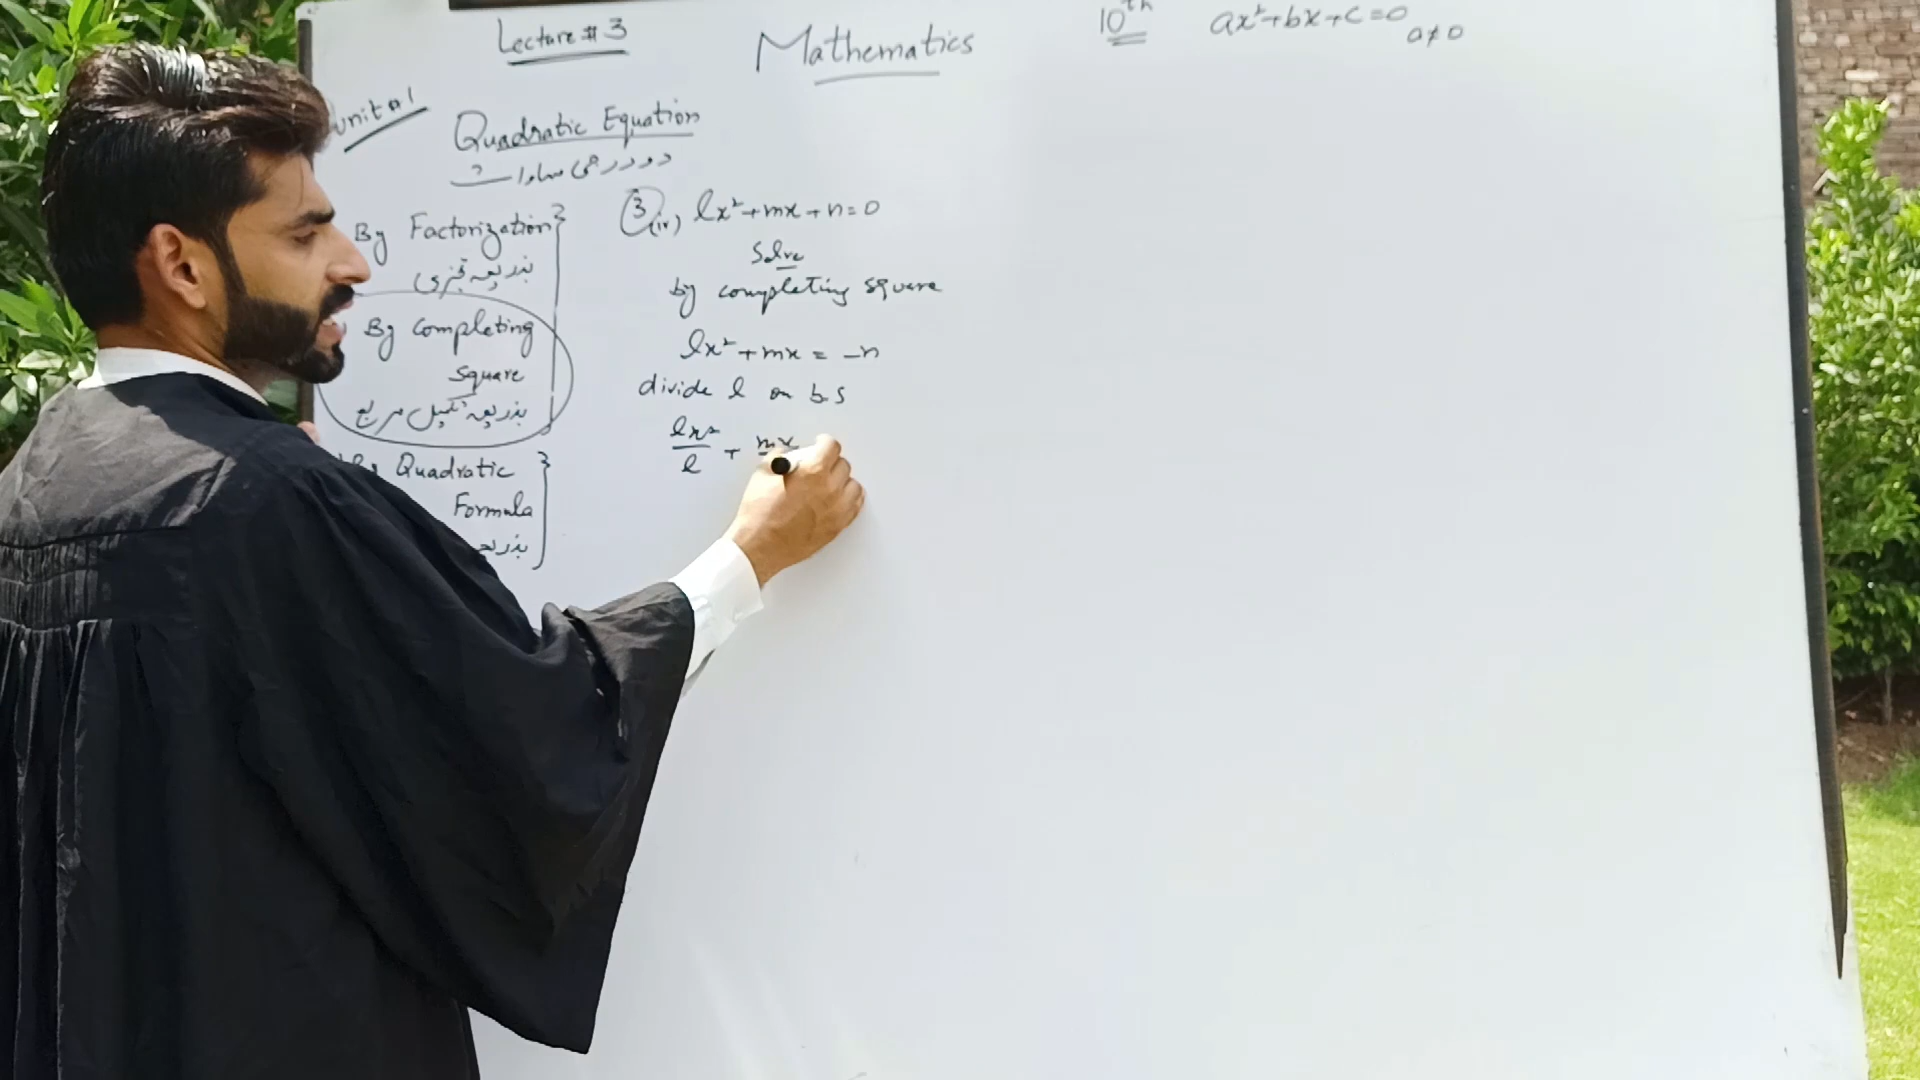 Lecture # 3
Mathematics
10th
ax²+bx+c=0
a≠0
unit #1
Quadratic Equation
دو درجی مساوات
By Factorization
بذریعہ تجزی
By Completing
Square
بذریعہ تکمیل مربع
By Quadratic
Formula
③(iv) lx²+mx+n=0
Solve
by completing square
lx²+mx = -n
divide l on b.s
lx²/l + mx